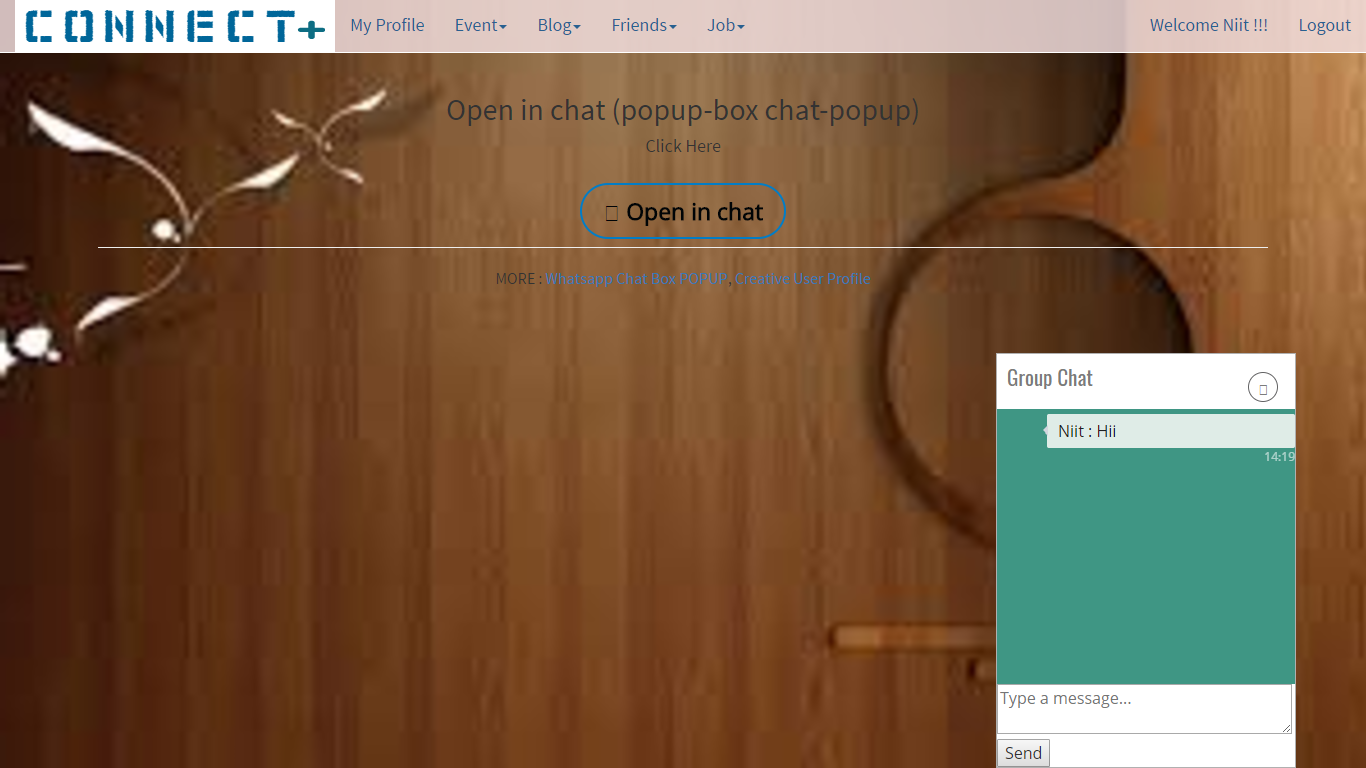 CONNECT+ My Profile Event Blog Friends Job Welcome Niit !!! Logout
Open in chat (popup-box chat-popup)
Click Here
Open in chat
MORE : Whatsapp Chat Box POPUP, Creative User Profile
Group Chat
Niit : Hii
14:19
Type a message...
Send